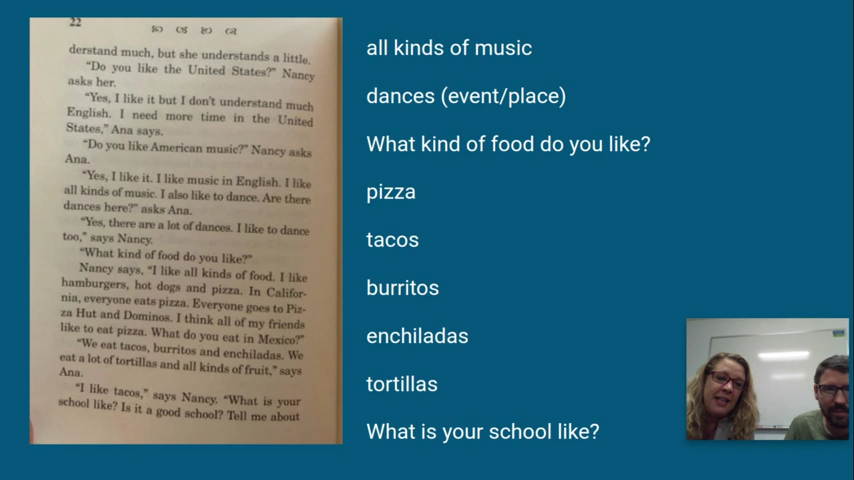 22
derstand much, but she understands a little.
"Do you like the United States?" Nancy
asks her.
"Yes, I like it but I don't understand much
English. I need more time in the United
States," Ana says.
"Do you like American music?" Nancy asks
Ana.
"Yes, I like it. I like music in English. I like
all kinds of music. I also like to dance. Are there
dances here?" asks Ana.
"Yes, there are a lot of dances. I like to dance
too," says Nancy.
"What kind of food do you like?"
Nancy says, "I like all kinds of food. I like
hamburgers, hot dogs and pizza. In Califor-
nia, everyone eats pizza. Everyone goes to Piz-
za Hut and Dominos. I think all of my friends
like to eat pizza. What do you eat in Mexico?"
"We eat tacos, burritos and enchiladas. We
eat a lot of tortillas and all kinds of fruit," says
Ana.
"I like tacos," says Nancy. "What is your
school like? Is it a good school? Tell me about
all kinds of music
dances (event/place)
What kind of food do you like?
pizza
tacos
burritos
enchiladas
tortillas
What is your school like?